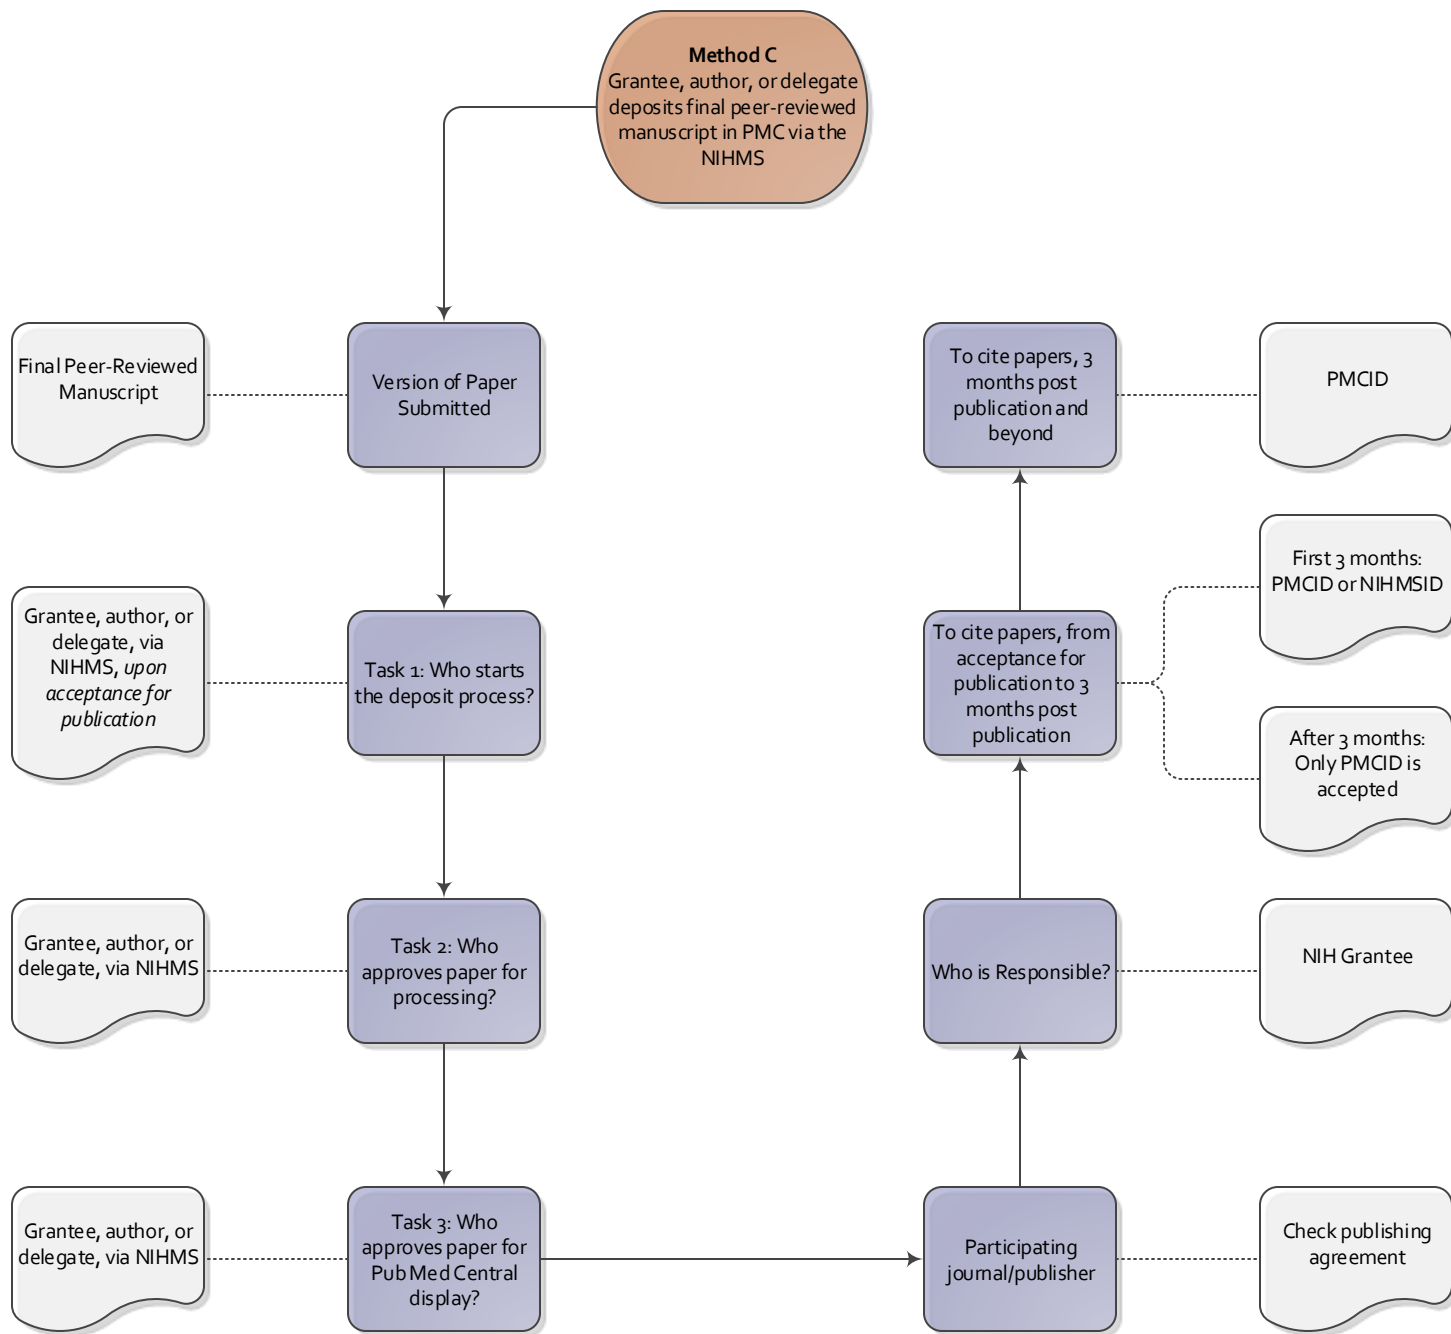 Method C
Grantee, author, or delegate
deposits final peer-reviewed
manuscript in PMC via the
NIHMS
Final Peer-Reviewed
Manuscript
Version of Paper
Submitted
To cite papers, 3
months post
publication and
beyond
PMCID
Grantee, author, or
delegate, via
NIHMS, upon
acceptance for
publication
Task 1: Who starts
the deposit process?
To cite papers, from
acceptance for
publication to 3
months post
publication
First 3 months:
PMCID or NIHMSID
After 3 months:
Only PMCID is
accepted
Grantee, author, or
delegate, via NIHMS
Task 2: Who
approves paper for
processing?
Who is Responsible?
NIH Grantee
Grantee, author, or
delegate, via NIHMS
Task 3: Who
approves paper for
PubMed Central
display?
Participating
journal/publisher
Check publishing
agreement